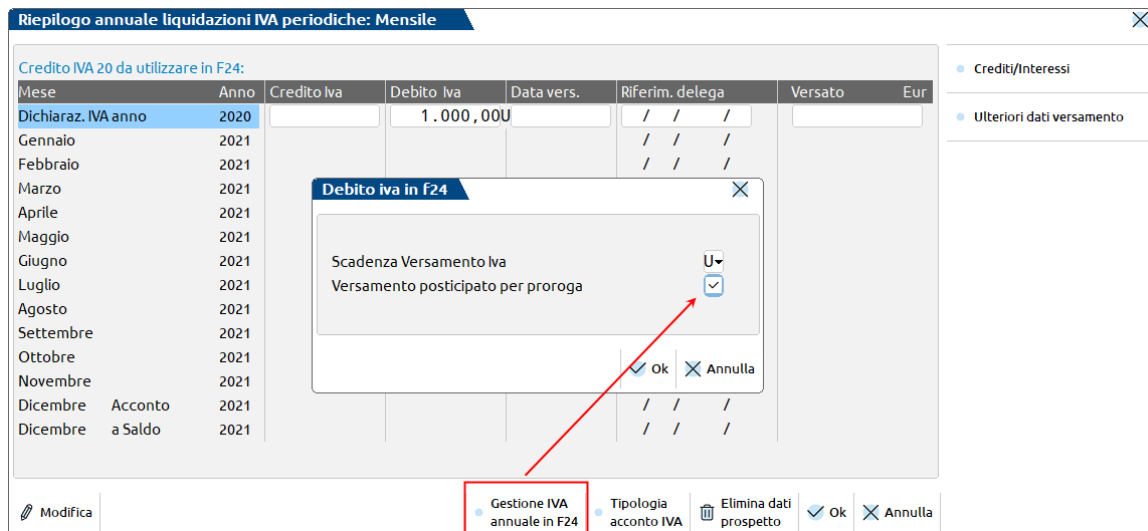 Riepilogo annuale liquidazioni IVA periodiche: Mensile
Credito IVA 20 da utilizzare in F24:
Mese Anno Credito Iva Debito Iva Data vers. Riferim. delega Versato Eur
Dichiaraz. IVA anno 2020 1.000,00U / / /
Gennaio 2021 / / /
Febbraio 2021 / / /
Marzo 2021
Aprile 2021
Maggio 2021
Giugno 2021
Luglio 2021
Agosto 2021
Settembre 2021
Ottobre 2021
Novembre 2021
Dicembre Acconto 2021 / / /
Dicembre a Saldo 2021 / / /
Debito iva in f24
Scadenza Versamento Iva U
Versamento posticipato per proroga
Ok Annulla
Crediti/Interessi
Ulteriori dati versamento
Modifica
Gestione IVA
annuale in F24
Tipologia
acconto IVA
Elimina dati
prospetto
Ok
Annulla